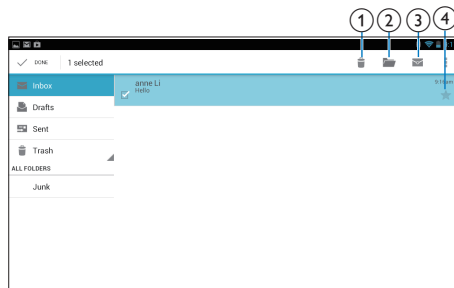 1 2 3 4
DONE 1 selected
Inbox
anne Li
Hello
Drafts
Sent
Trash
ALL FOLDERS
Junk